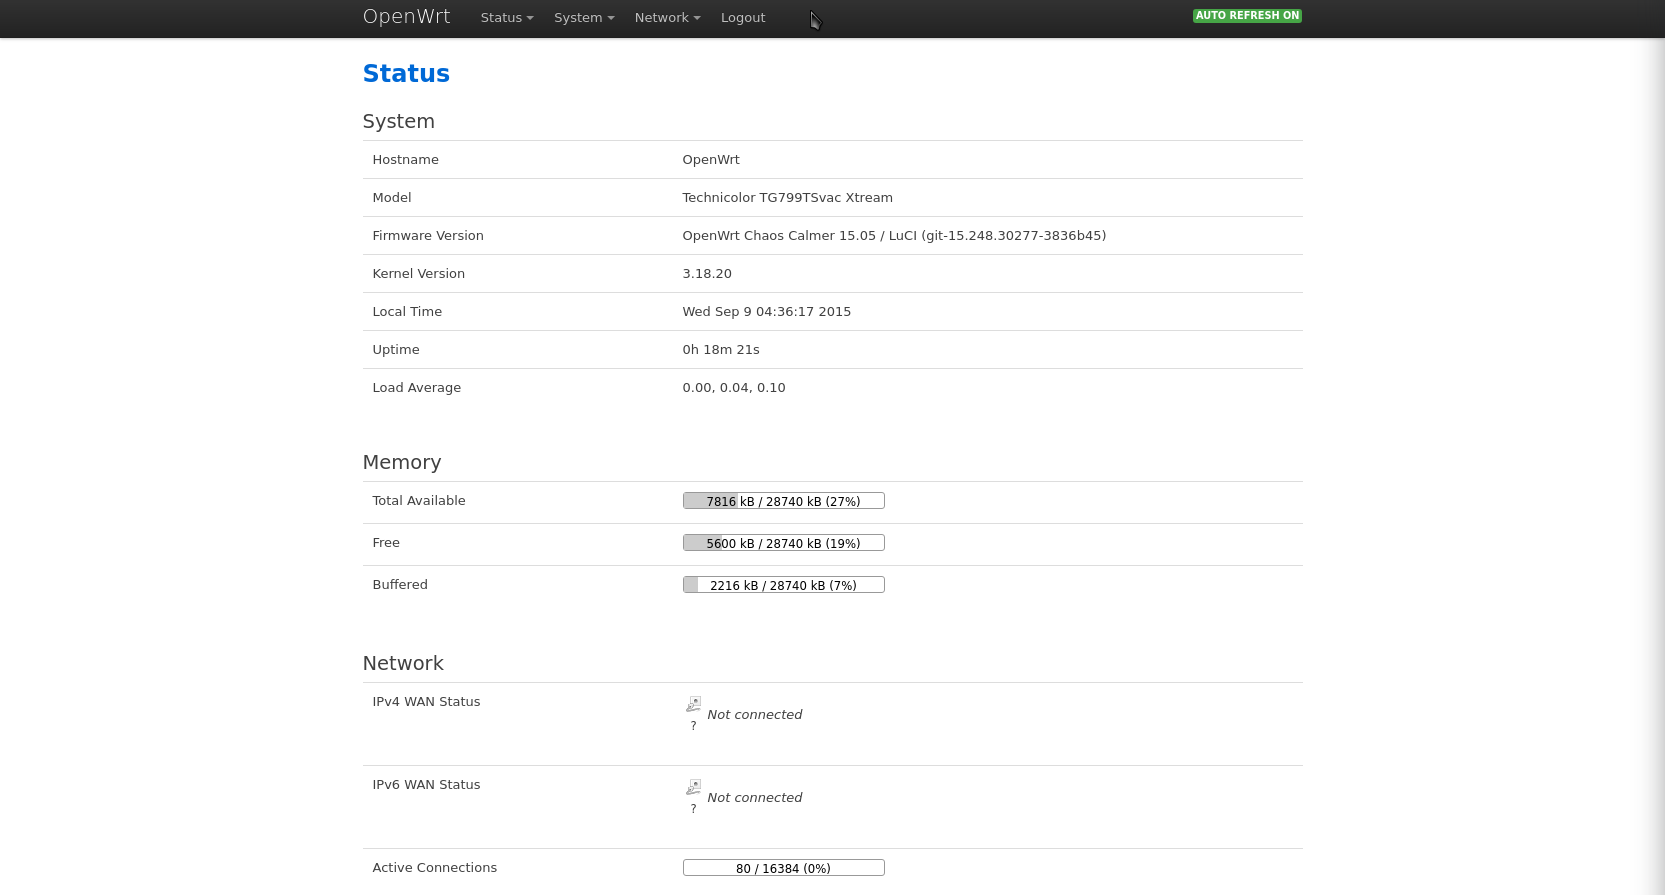 OpenWrt Status System Network Logout AUTO REFRESH ON
Status
System
Hostname OpenWrt
Model Technicolor TG799TSvac Xtream
Firmware Version OpenWrt Chaos Calmer 15.05 / LuCI (git-15.248.30277-3836b45)
Kernel Version 3.18.20
Local Time Wed Sep 9 04:36:17 2015
Uptime 0h 18m 21s
Load Average 0.00, 0.04, 0.10
Memory
Total Available 7816 kB / 28740 kB (27%)
Free 5600 kB / 28740 kB (19%)
Buffered 2216 kB / 28740 kB (7%)
Network
IPv4 WAN Status Not connected
?
IPv6 WAN Status Not connected
?
Active Connections 80 / 16384 (0%)